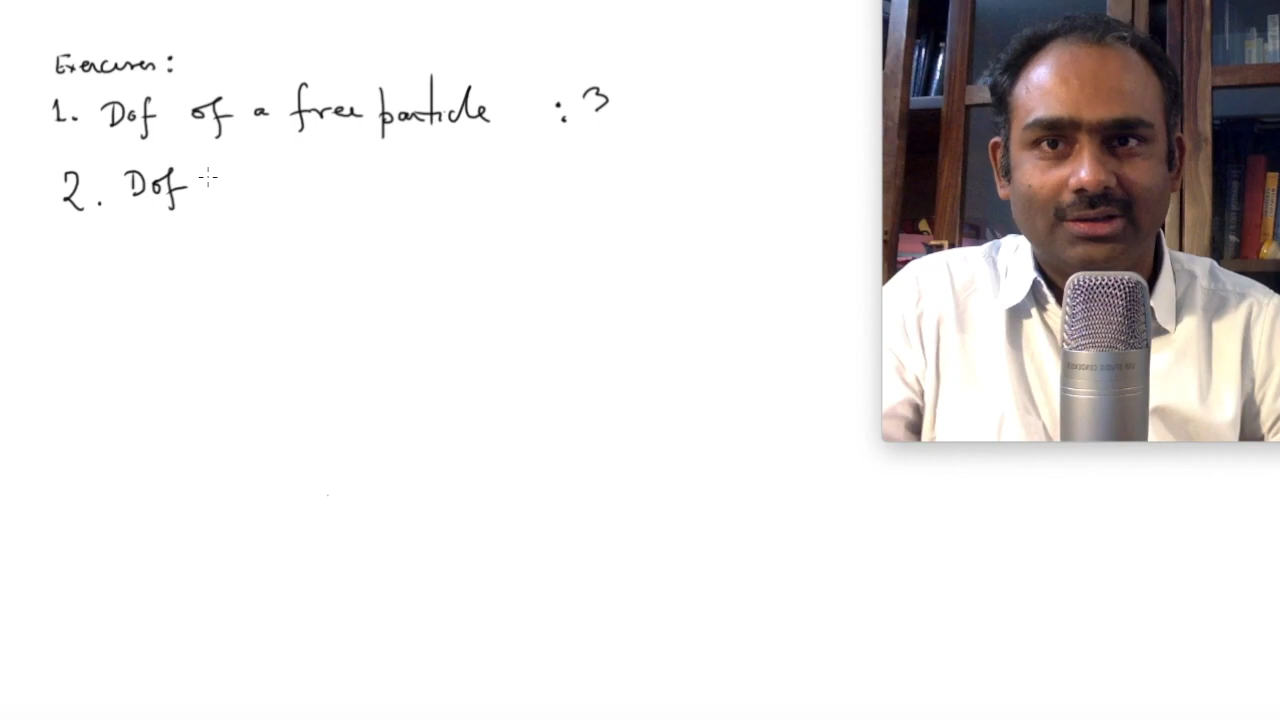 Exercises:
1. Dof of a free particle : 3
2. Dof